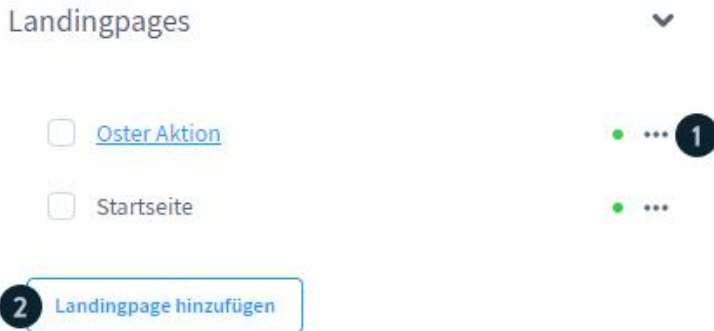 Landingpages
Oster Aktion
1
Startseite
2
Landingpage hinzufügen